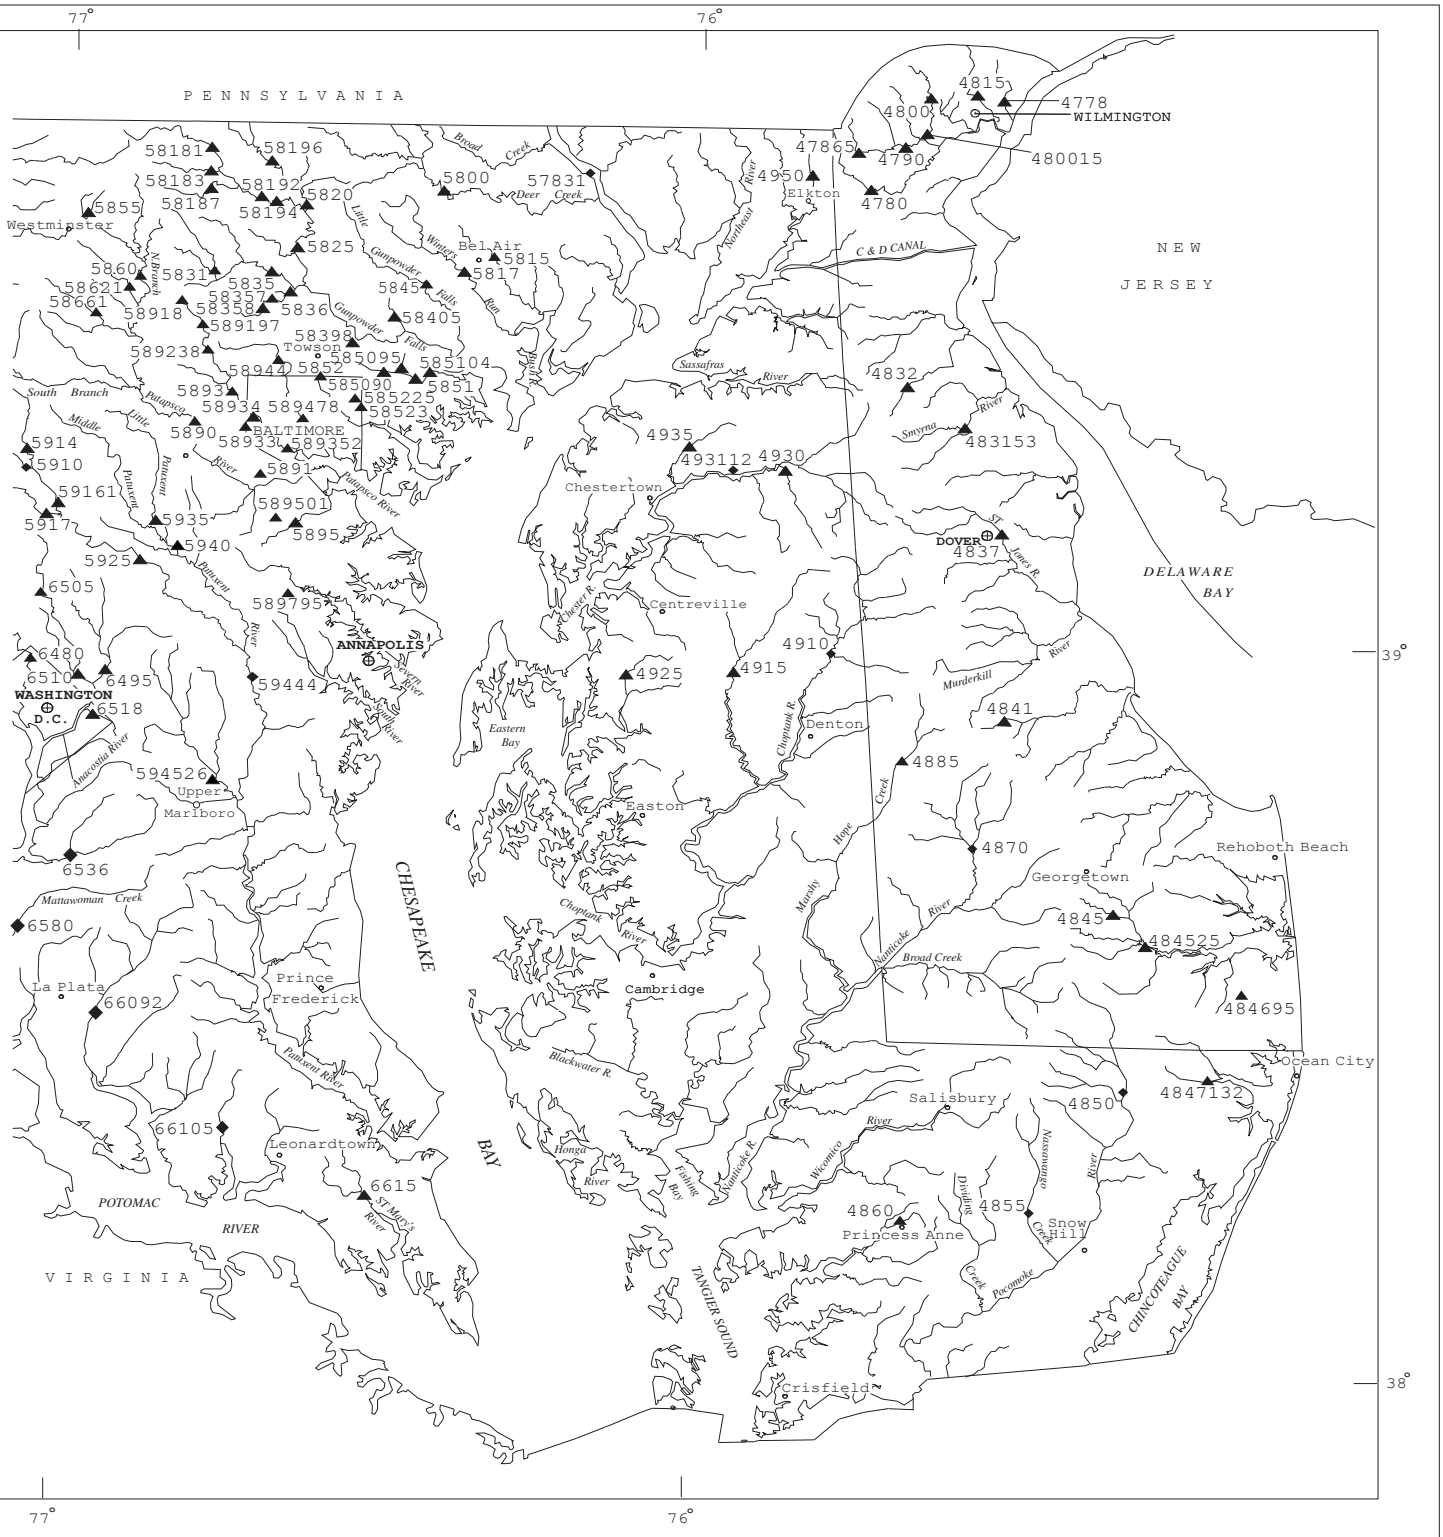 77°
76°
PENNSYLVANIA
4815
4800
4778
WILMINGTON
480015
47865
4790
4950
Elkton
4780
58181
58196
58183
58192
58187
58194
5820
5800
57831
Broad
Creek
Deer Creek
Northeast
River
5855
Westminster
Little
Gunpowder
Falls
Winters
Run
Bel Air
5815
5817
5825
C & D CANAL
NEW
JERSEY
5860
N.Branch
5831
58621
5835
58661
58918
58357
58358
5836
5845
58405
589197
Gunpowder
Falls
58398
Towson
589238
58944
5852
585095
585104
5851
585090
Bush R.
Sassafras
River
4832
South Branch
Patapsco
5893
58934
589478
585225
58523
Smyrna
River
483153
Middle
Patuxent
Little
Patuxent
5890
58933
BALTIMORE
589352
4935
493112
4930
5914
5910
River
5891
Patapsco River
Chestertown
59161
5917
5935
589501
5895
5940
5925
DOVER
4837
ST
Jones R.
DELAWARE
BAY
Patuxent
River
6505
589795
Chester R.
Centreville
ANNAPOLIS
Severn
River
South
River
4910
6480
6510
6495
59444
4925
4915
39°
Murderkill
River
WASHINGTON
D.C.
6518
Anacostia River
Eastern
Bay
Choptank R.
Denton
4841
594526
Upper
Marlboro
4885
Easton
Creek
Hope
Marshy
6536
4870
Rehoboth Beach
Georgetown
Mattawoman Creek
CHESAPEAKE
BAY
Choptank
River
Nanticoke
River
4845
6580
484525
Broad Creek
Prince
Frederick
La Plata
66092
Cambridge
484695
Patuxent River
Blackwater R.
Ocean City
Salisbury
4850
4847132
66105
Leonardtown
River
Wicomico
Nassawango
Creek
River
Honga
River
Fishing
Bay
Nanticoke R.
6615
ST Mary's
River
POTOMAC
RIVER
4860
Princess Anne
Dividing
Creek
4855
Snow
Hill
VIRGINIA
TANGIER SOUND
Pocomoke
CHINCOTEAGUE
BAY
Crisfield
38°
77°
76°